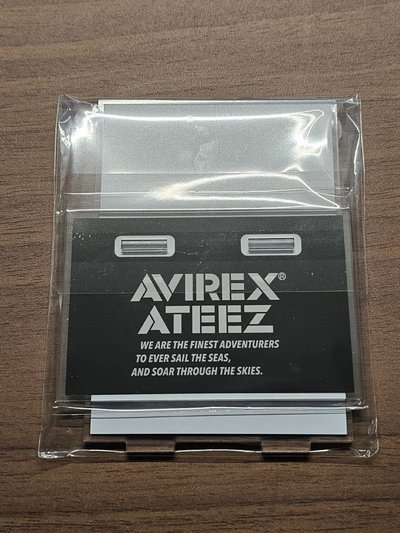 AVIREX®
ATEEZ
WE ARE THE FINEST ADVENTURERS
TO EVER SAIL THE SEAS,
AND SOAR THROUGH THE SKIES.